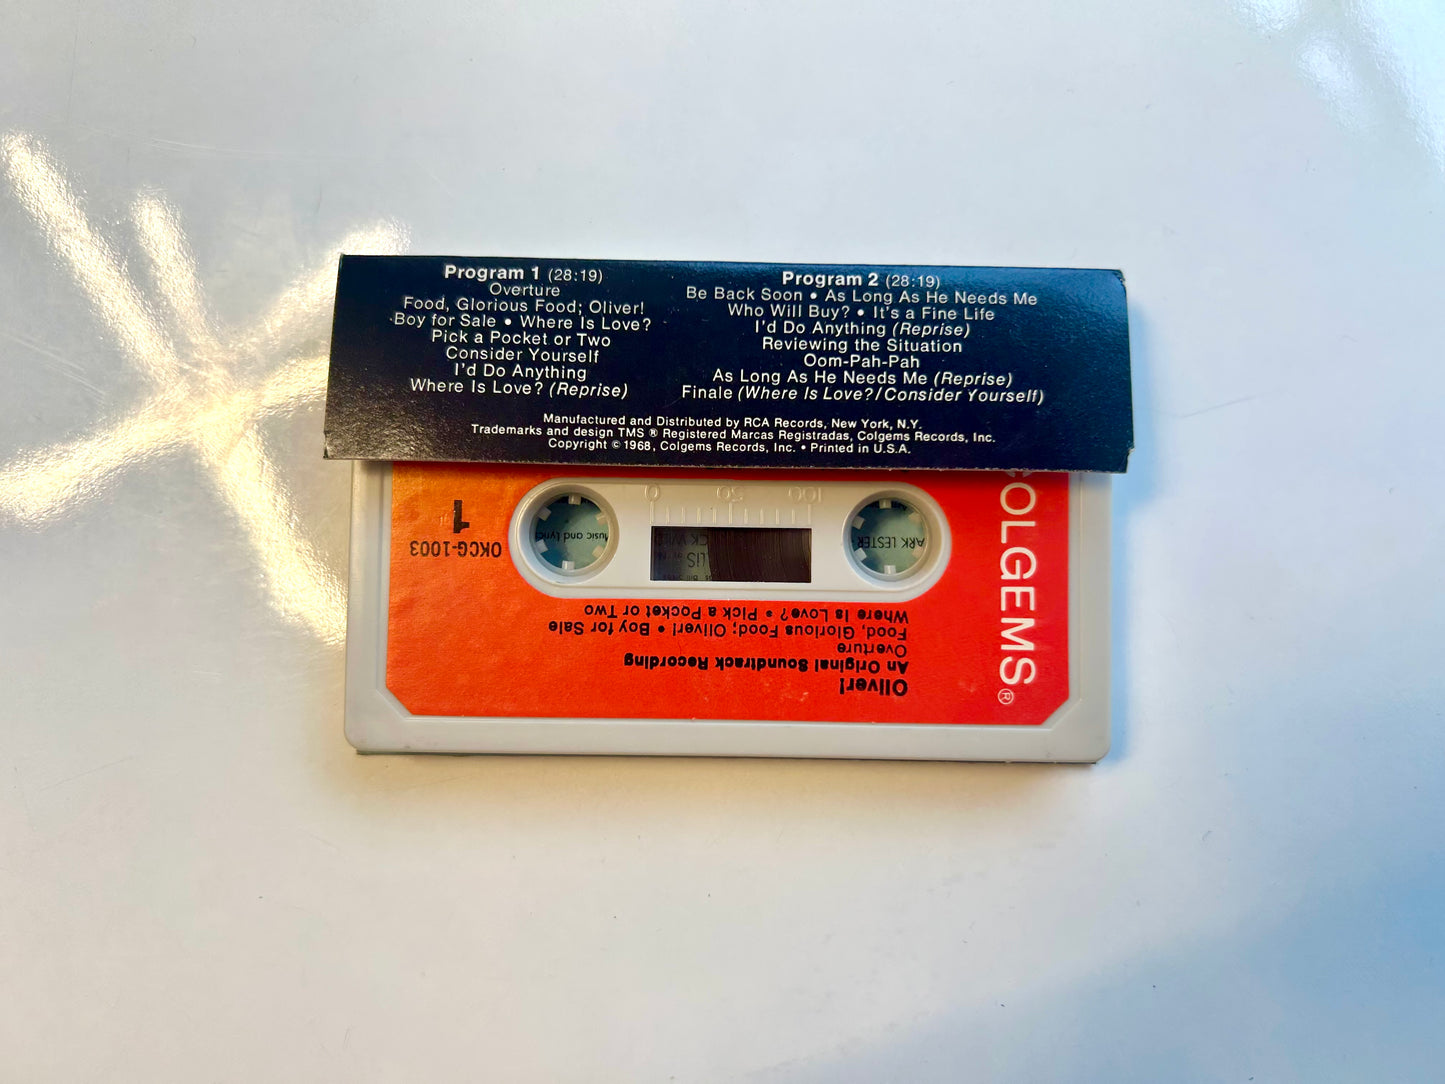 Program 1 (28:19)
Overture
Food, Glorious Food; Oliver!
Boy for Sale • Where Is Love?
Pick a Pocket or Two
Consider Yourself
I'd Do Anything
Where Is Love? (Reprise)
Program 2 (28:19)
Be Back Soon • As Long As He Needs Me
Who Will Buy? • It's a Fine Life
I'd Do Anything (Reprise)
Reviewing the Situation
Oom-Pah-Pah
As Long As He Needs Me (Reprise)
Finale (Where Is Love?/Consider Yourself)
Manufactured and Distributed by RCA Records, New York, N.Y.
Trademarks and design TMS ® Registered Marcas Registradas, Colgems Records, Inc.
Copyright © 1968, Colgems Records, Inc. • Printed in U.S.A.
COLGEMS®
Oliver!
An Original Soundtrack Recording
Overture
Food, Glorious Food; Oliver! • Boy for Sale
Where Is Love? • Pick a Pocket or Two
1
OKCG-1003
0 50 100
ARK LESTER
usic and Lyric